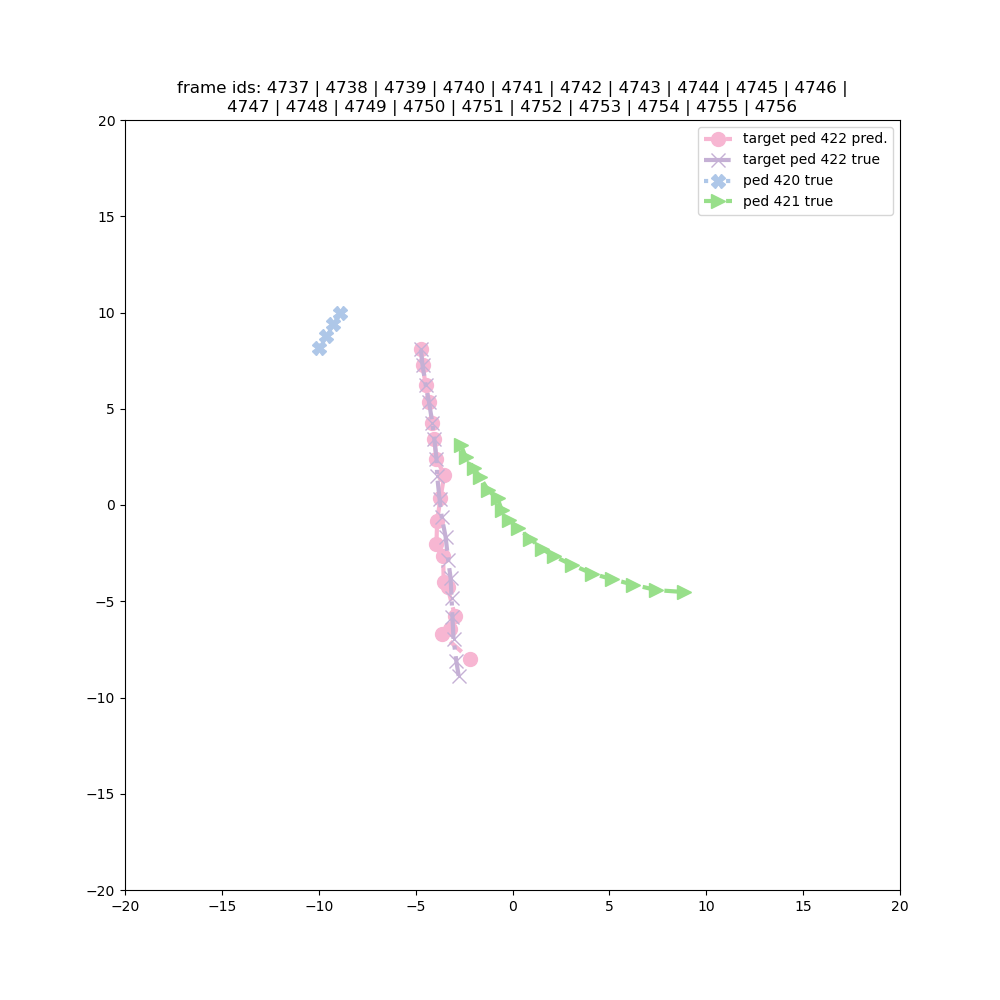 frame ids: 4737 | 4738 | 4739 | 4740 | 4741 | 4742 | 4743 | 4744 | 4745 | 4746 |
4747 | 4748 | 4749 | 4750 | 4751 | 4752 | 4753 | 4754 | 4755 | 4756
target ped 422 pred.
target ped 422 true
ped 420 true
ped 421 true
20
15
10
5
0
−5
−10
−15
−20
−20 −15 −10 −5 0 5 10 15 20